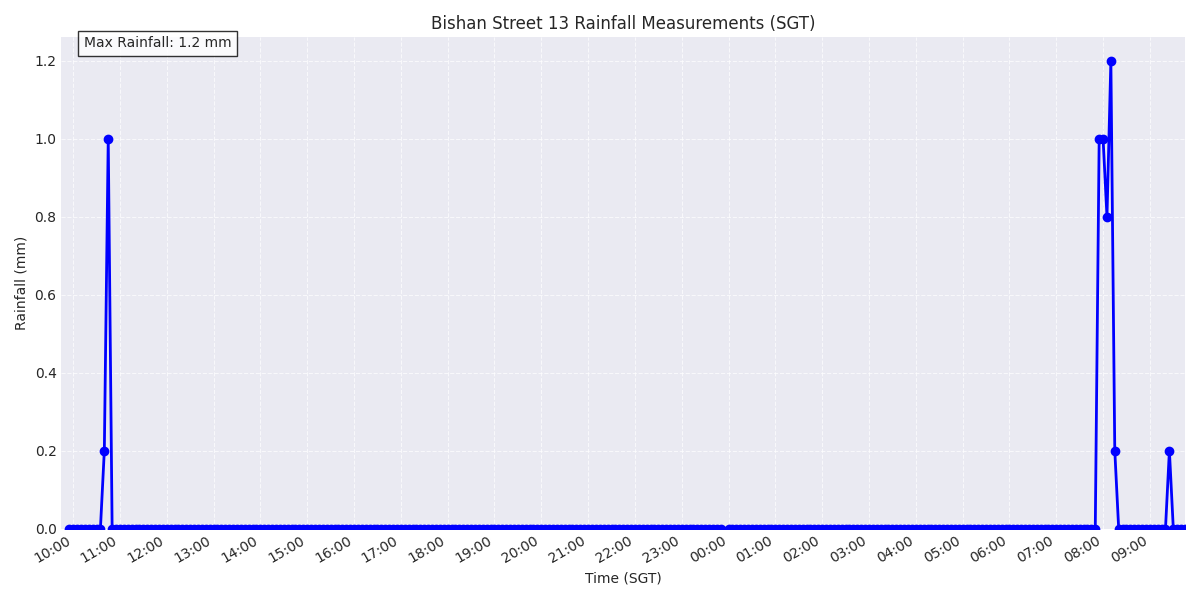 Bishan Street 13 Rainfall Measurements (SGT)
Max Rainfall: 1.2 mm
1.2
1.0
0.8
0.6
0.4
0.2
0.0
Rainfall (mm)
10:00 11:00 12:00 13:00 14:00 15:00 16:00 17:00 18:00 19:00 20:00 21:00 22:00 23:00 00:00 01:00 02:00 03:00 04:00 05:00 06:00 07:00 08:00 09:00
Time (SGT)